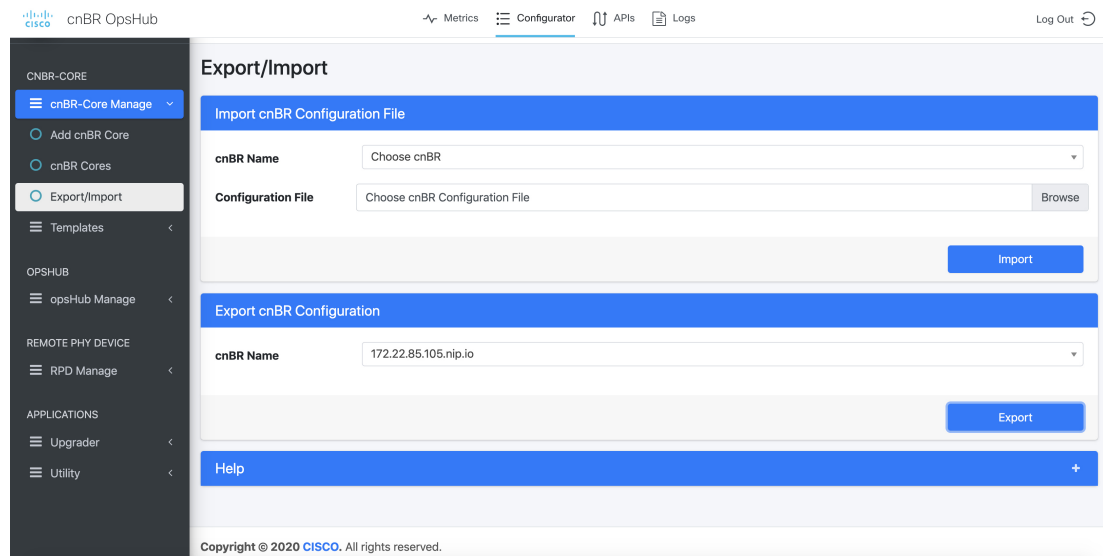 CISCO cnBR OpsHub Metrics Configurator APIs Logs Log Out
CNBR-CORE
cnBR-Core Manage
Add cnBR Core
cnBR Cores
Export/Import
Templates
OPSHUB
opsHub Manage
REMOTE PHY DEVICE
RPD Manage
APPLICATIONS
Upgrader
Utility
Export/Import
Import cnBR Configuration File
cnBR Name Choose cnBR
Configuration File Choose cnBR Configuration File Browse
Import
Export cnBR Configuration
cnBR Name 172.22.85.105.nip.io
Export
Help +
Copyright © 2020 CISCO. All rights reserved.